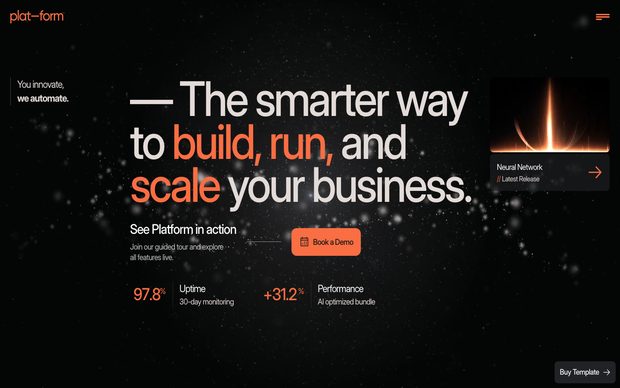 plat—form
You innovate,
we automate.
— The smarter way
to build, run, and
scale your business.
Neural Network
// Latest Release
See Platform in action
Join our guided tour and explore
all features live.
Book a Demo
97.8%
Uptime
30-day monitoring
+31.2%
Performance
AI optimized bundle
Buy Template